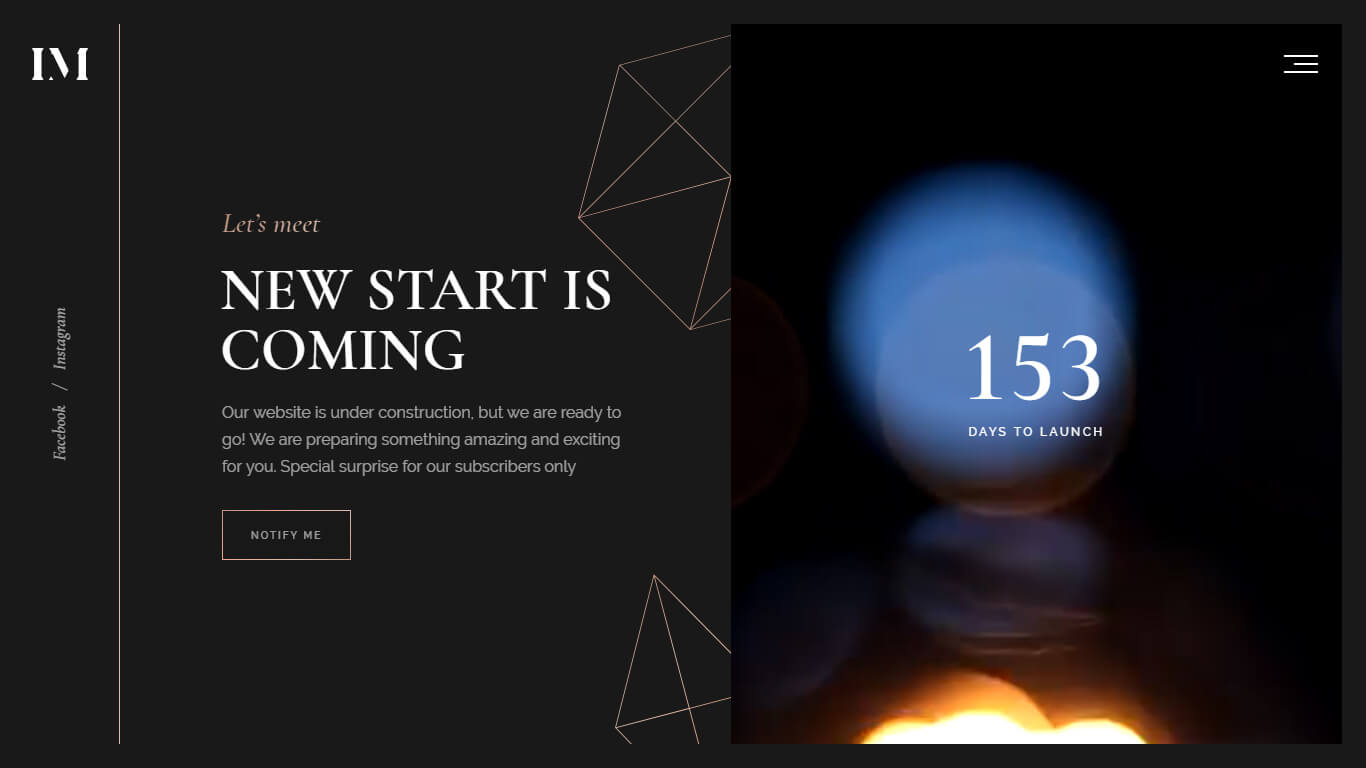 IM
Facebook / Instagram
Let's meet
NEW START IS
COMING
Our website is under construction, but we are ready to
go! We are preparing something amazing and exciting
for you. Special surprise for our subscribers only
NOTIFY ME
153
DAYS TO LAUNCH